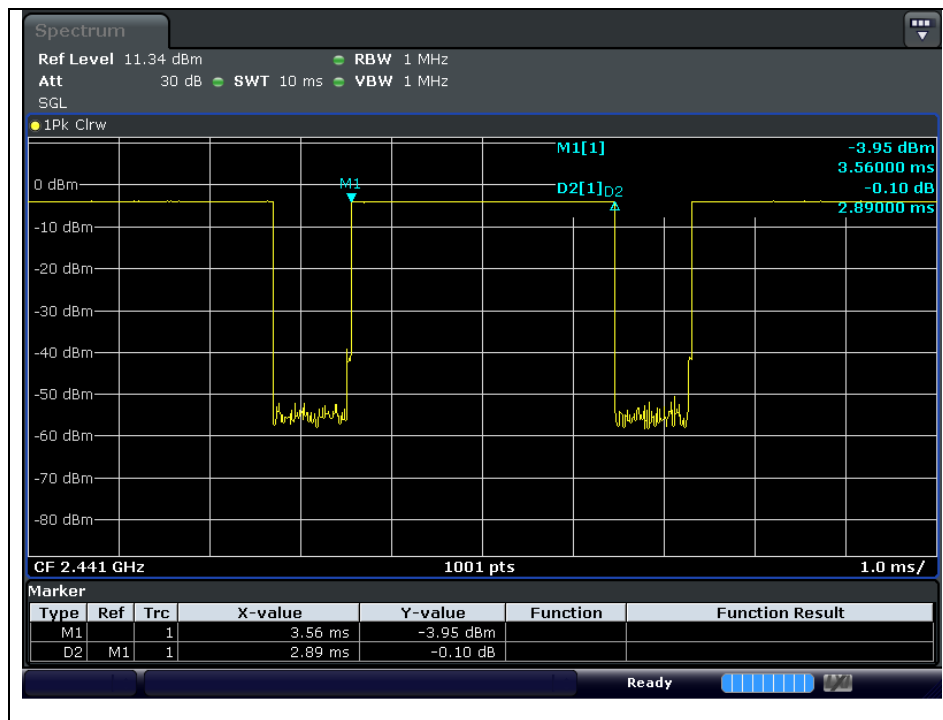 Spectrum
Ref Level 11.34 dBm RBW 1 MHz
Att 30 dB SWT 10 ms VBW 1 MHz
SGL
1Pk Clrw
M1[1] -3.95 dBm
3.56000 ms
0 dBm M1 D2[1] D2 -0.10 dB
2.89000 ms
-10 dBm
-20 dBm
-30 dBm
-40 dBm
-50 dBm
-60 dBm
-70 dBm
-80 dBm
CF 2.441 GHz 1001 pts 1.0 ms/
Marker
Type Ref Trc X-value Y-value Function Function Result
M1 1 3.56 ms -3.95 dBm
D2 M1 1 2.89 ms -0.10 dB
Ready